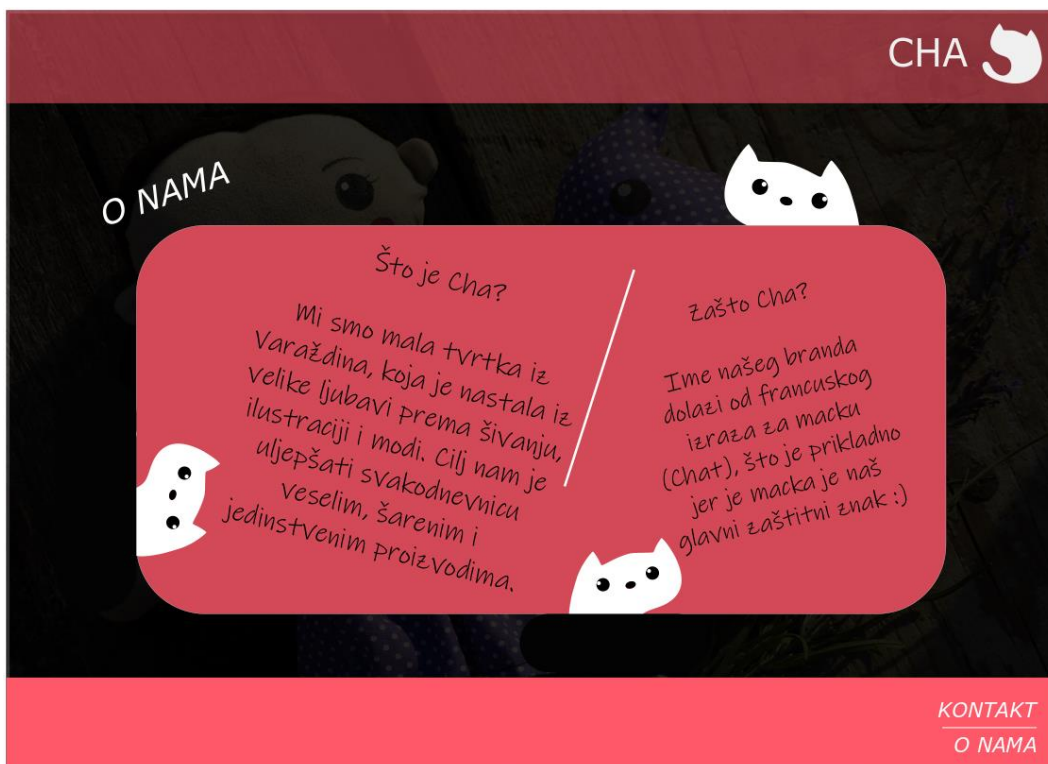 CHA
O NAMA
Što je Cha?
Mi smo mala tvrtka iz
Varaždina, koja je nastala iz
velike ljubavi prema šivanju,
ilustraciji i modi. Cilj nam je
uljepšati svakodnevnicu
veselim, šarenim i
jedinstvenim proizvodima.
Zašto Cha?
Ime našeg branda
dolazi od francuskog
izraza za macku
(Chat), što je prikladno
jer je macka je naš
glavni zaštitni znak :)
KONTAKT
O NAMA